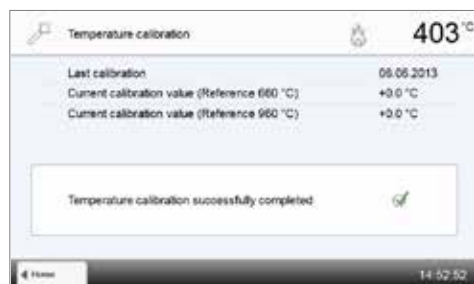 Temperature calibration 403 °C
Last calibration 06.06.2013
Current calibration value (Reference 660 °C) +0.0 °C
Current calibration value (Reference 960 °C) +0.0 °C
Temperature calibration successfully completed
Home 14:52:52